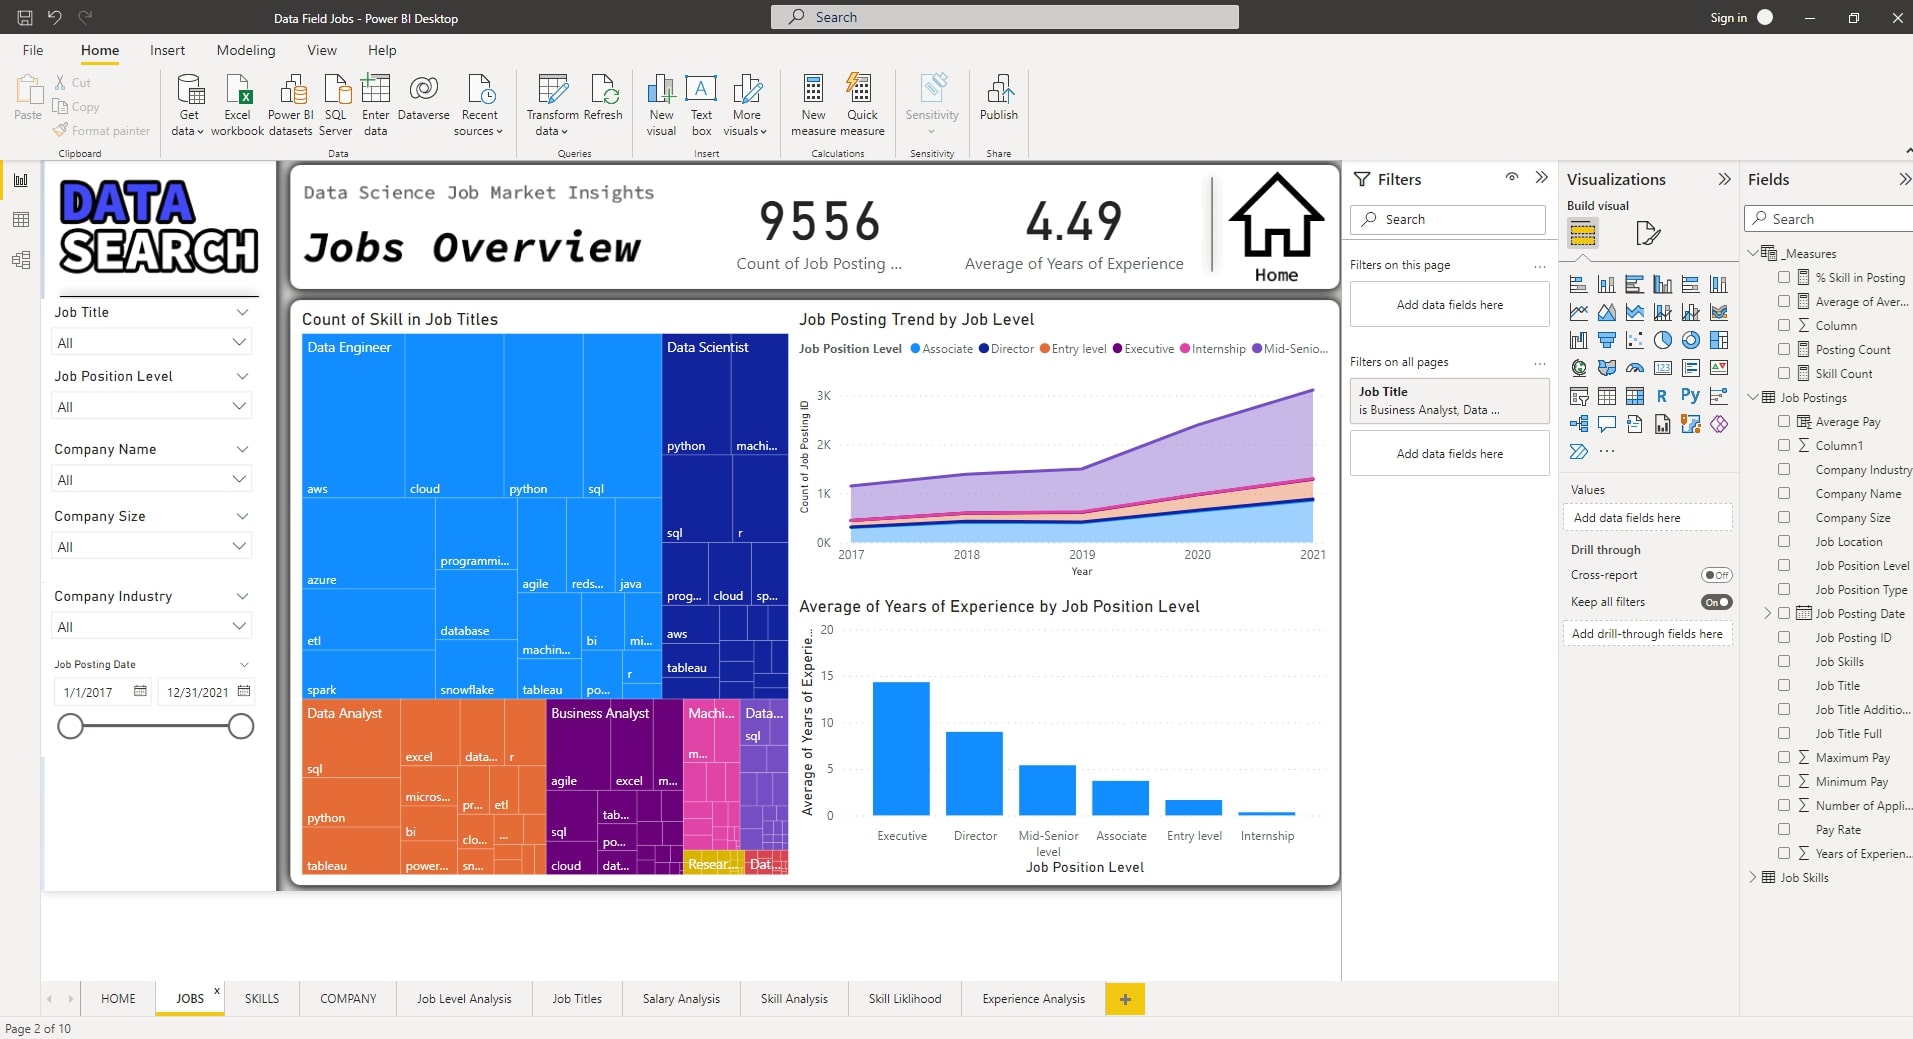 Data Field Jobs - Power BI Desktop
Search
Sign in
File
Home
Insert
Modeling
View
Help
Paste
Cut
Copy
Format painter
Clipboard
Get data
Excel workbook
Power BI datasets
SQL Server
Enter data
Dataverse
Recent sources
Data
Transform data
Refresh
Queries
New visual
Text box
More visuals
Insert
New measure
Quick measure
Calculations
Sensitivity
Sensitivity
Publish
Share
DATA
SEARCH
Job Title
All
Job Position Level
All
Company Name
All
Company Size
All
Company Industry
All
Job Posting Date
1/1/2017
12/31/2021
Data Science Job Market Insights
Jobs Overview
9556
Count of Job Posting ...
4.49
Average of Years of Experience
Home
Count of Skill in Job Titles
Data Engineer
aws
cloud
python
sql
azure
programmi...
agile
reds...
java
etl
database
machin...
bi
mi...
spark
snowflake
tableau
po...
r
Data Scientist
python
machi...
sql
r
prog...
cloud
sp...
aws
tableau
Data Analyst
sql
excel
data...
r
python
micros...
pr...
etl
bi
clo...
...
tableau
power...
sn...
Business Analyst
agile
excel
m...
sql
tab...
po...
cloud
dat...
Machi...
m...
Data...
sql
Resear...
Dat...
Job Posting Trend by Job Level
Job Position Level
Associate
Director
Entry level
Executive
Internship
Mid-Senio...
Count of Job Posting ID
3K
2K
1K
0K
2017
2018
2019
2020
2021
Year
Average of Years of Experience by Job Position Level
Average of Years of Experie...
20
15
10
5
0
Executive
Director
Mid-Senior level
Associate
Entry level
Internship
Job Position Level
Filters
Search
Filters on this page
...
Add data fields here
Filters on all pages
...
Job Title
is Business Analyst, Data ...
Add data fields here
Visualizations
Build visual
123
R
Py
...
Values
Add data fields here
Drill through
Cross-report
Off
Keep all filters
On
Add drill-through fields here
Fields
Search
_Measures
% Skill in Posting
Average of Aver...
Column
Posting Count
Skill Count
Job Postings
Average Pay
Column1
Company Industry
Company Name
Company Size
Job Location
Job Position Level
Job Position Type
Job Posting Date
Job Posting ID
Job Skills
Job Title
Job Title Additio...
Job Title Full
Maximum Pay
Minimum Pay
Number of Appli...
Pay Rate
Years of Experien...
Job Skills
HOME
JOBS
x
SKILLS
COMPANY
Job Level Analysis
Job Titles
Salary Analysis
Skill Analysis
Skill Liklihood
Experience Analysis
+
Page 2 of 10